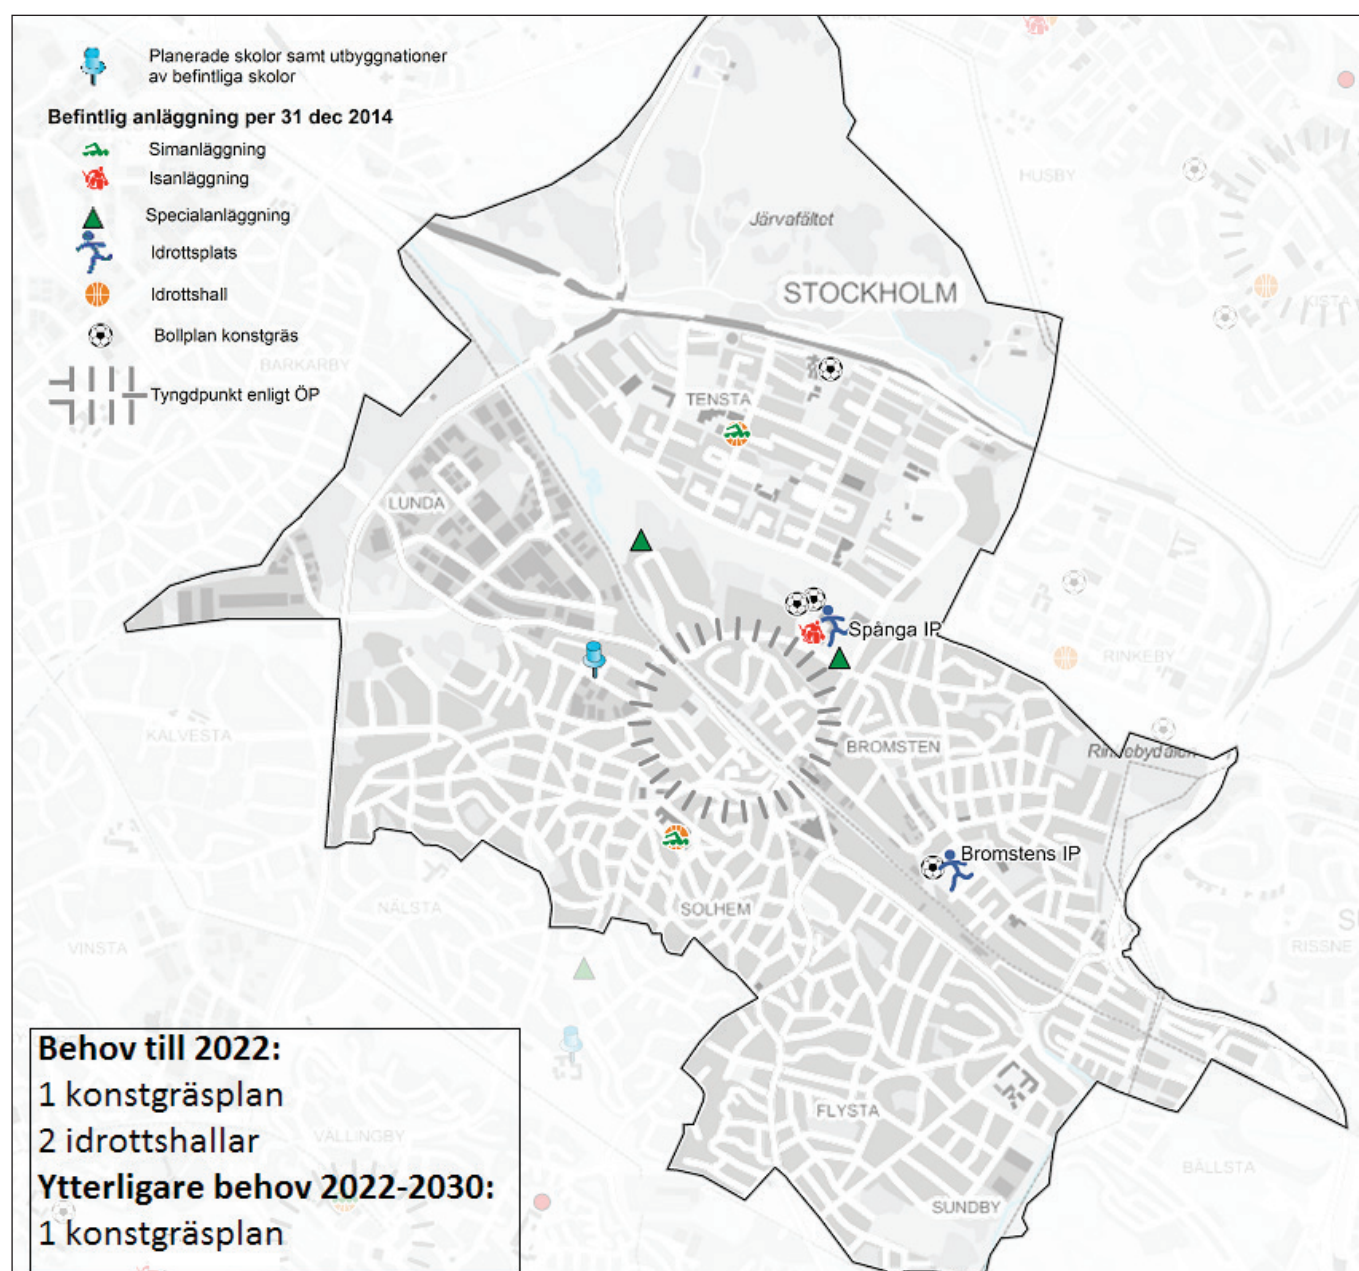 Planerade skolor samt utbyggnationer
av befintliga skolor
Befintlig anläggning per 31 dec 2014
Simanläggning
Isanläggning
Specialanläggning
Idrottsplats
Idrottshall
Bollplan konstgräs
Tyngdpunkt enligt ÖP
BARKARBY
HUSBY
Järvafältet
STOCKHOLM
KISTA
TENSTA
LUNDA
Spånga IP
RINKEBY
KALVESTA
BROMSTEN
Rinkebydalen
Bromstens IP
NÄLSTA
SOLHEM
VINSTA
RISSNE
FLYSTA
VÄLLINGBY
BÄLLSTA
SUNDBY
Behov till 2022:
1 konstgräsplan
2 idrottshallar
Ytterligare behov 2022-2030:
1 konstgräsplan